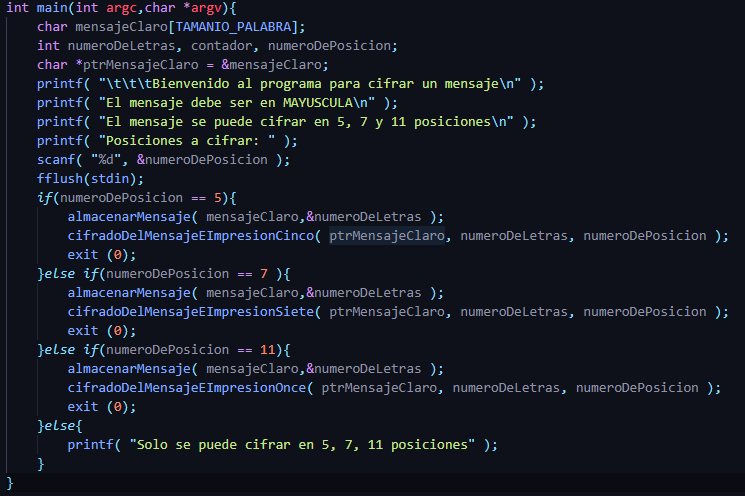 int main(int argc,char *argv){
char mensajeClaro[TAMANIO_PALABRA];
int numeroDeLetras, contador, numeroDePosicion;
char *ptrMensajeClaro = &mensajeClaro;
printf( "\t\t\tBienvenido al programa para cifrar un mensaje\n" );
printf( "El mensaje debe ser en MAYUSCULA\n" );
printf( "El mensaje se puede cifrar en 5, 7 y 11 posiciones\n" );
printf( "Posiciones a cifrar: " );
scanf( "%d", &numeroDePosicion );
fflush(stdin);
if(numeroDePosicion == 5){
almacenarMensaje( mensajeClaro,&numeroDeLetras );
cifradoDelMensajeEImpresionCinco( ptrMensajeClaro, numeroDeLetras, numeroDePosicion );
exit (0);
}else if(numeroDePosicion == 7 ){
almacenarMensaje( mensajeClaro,&numeroDeLetras );
cifradoDelMensajeEImpresionSiete( ptrMensajeClaro, numeroDeLetras, numeroDePosicion );
exit (0);
}else if(numeroDePosicion == 11){
almacenarMensaje( mensajeClaro,&numeroDeLetras );
cifradoDelMensajeEImpresionOnce( ptrMensajeClaro, numeroDeLetras, numeroDePosicion );
exit (0);
}else{
printf( "Solo se puede cifrar en 5, 7, 11 posiciones" );
}
}